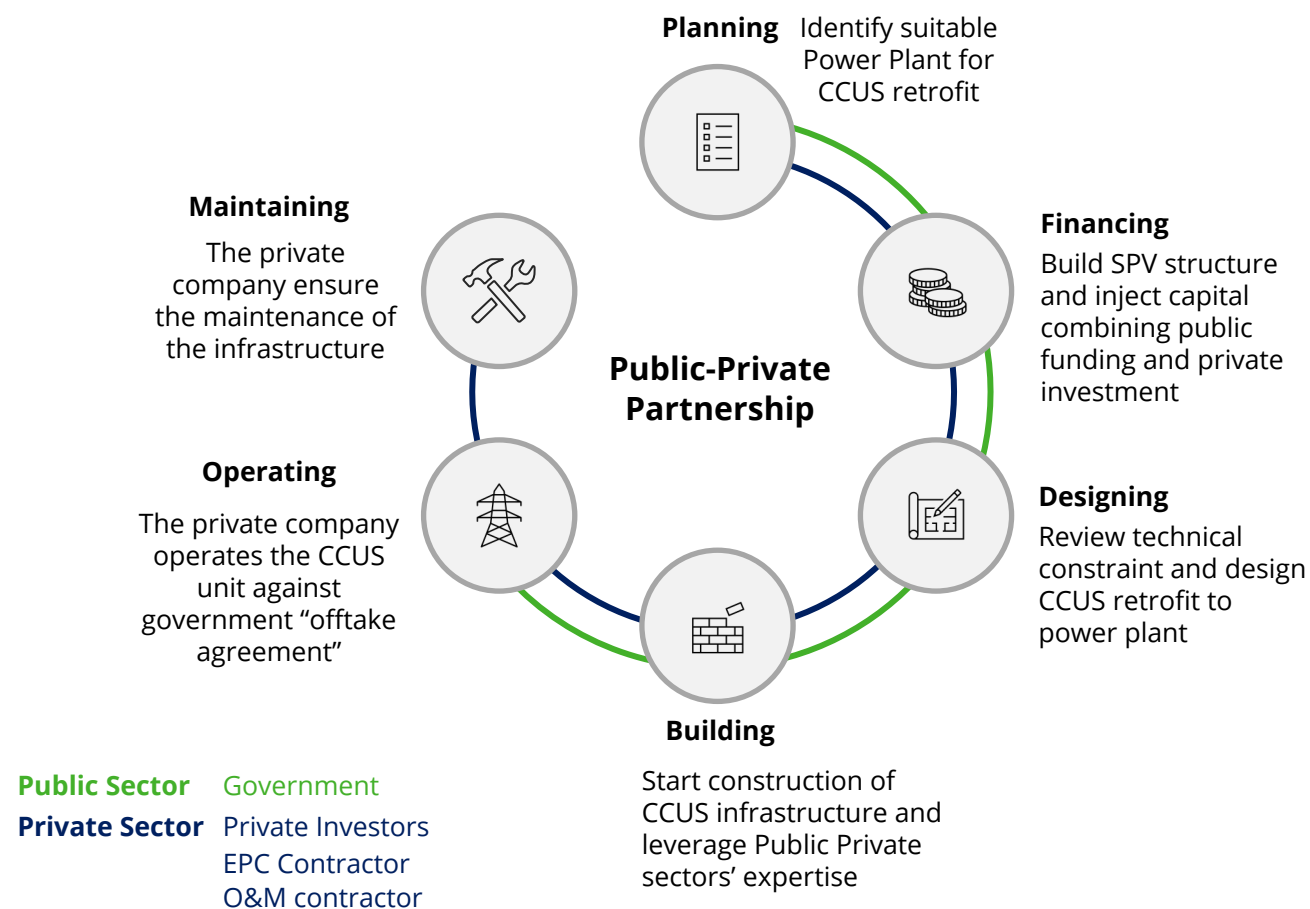 Planning
Identify suitable
Power Plant for
CCUS retrofit
Financing
Build SPV structure
and inject capital
combining public
funding and private
investment
Designing
Review technical
constraint and design
CCUS retrofit to
power plant
Building
Start construction of
CCUS infrastructure and
leverage Public Private
sectors’ expertise
Operating
The private company
operates the CCUS
unit against
government “offtake
agreement”
Maintaining
The private
company ensure
the maintenance of
the infrastructure
Public-Private
Partnership
Public Sector Government
Private Sector Private Investors
EPC Contractor
O&M contractor